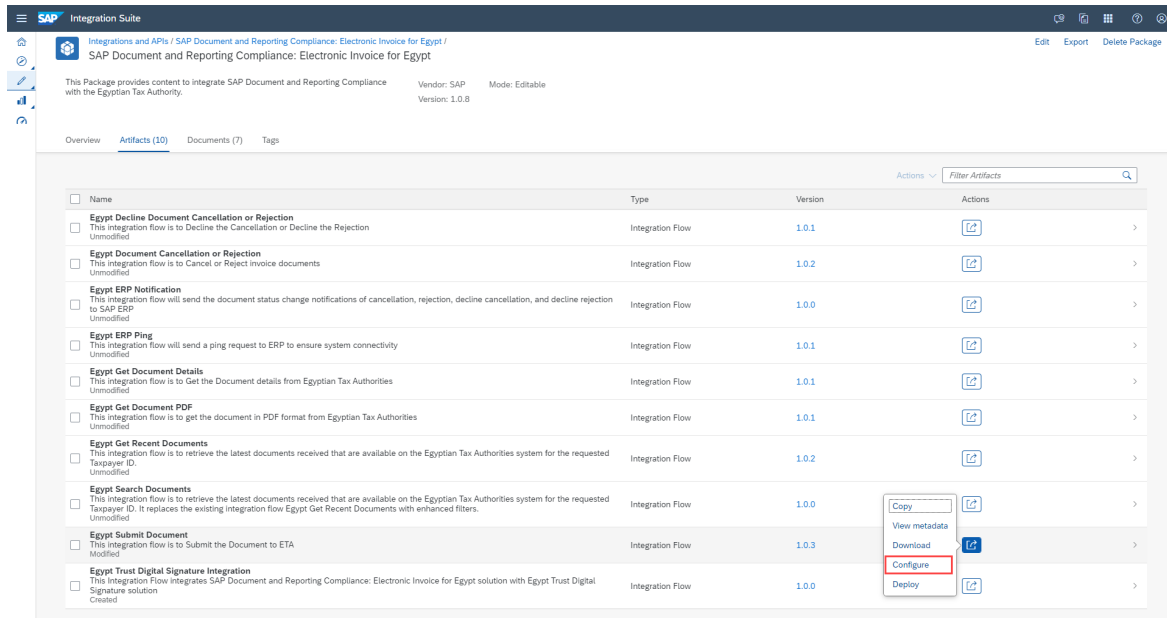 SAP Integration Suite
Integrations and APIs / SAP Document and Reporting Compliance: Electronic Invoice for Egypt /
Edit Export Delete Package
SAP Document and Reporting Compliance: Electronic Invoice for Egypt
This Package provides content to integrate SAP Document and Reporting Compliance
with the Egyptian Tax Authority.
Vendor: SAP Mode: Editable
Version: 1.0.8
Overview Artifacts (10) Documents (7) Tags
Actions Filter Artifacts
Name Type Version Actions
Egypt Decline Document Cancellation or Rejection
This integration flow is to Decline the Cancellation or Decline the Rejection
Unmodified
Integration Flow 1.0.1
Egypt Document Cancellation or Rejection
This integration flow is to Cancel or Reject invoice documents
Unmodified
Integration Flow 1.0.2
Egypt ERP Notification
This integration flow will send the document status change notifications of cancellation, rejection, decline cancellation, and decline rejection
to SAP ERP
Unmodified
Integration Flow 1.0.0
Egypt ERP Ping
This integration flow will send a ping request to ERP to ensure system connectivity
Unmodified
Integration Flow 1.0.1
Egypt Get Document Details
This integration flow is to Get the Document details from Egyptian Tax Authorities
Unmodified
Integration Flow 1.0.1
Egypt Get Document PDF
This integration flow is to get the document in PDF format from Egyptian Tax Authorities
Unmodified
Integration Flow 1.0.1
Egypt Get Recent Documents
This integration flow is to retrieve the latest documents received that are available on the Egyptian Tax Authorities system for the requested
Taxpayer ID.
Unmodified
Integration Flow 1.0.2
Egypt Search Documents
This integration flow is to retrieve the latest documents received that are available on the Egyptian Tax Authorities system for the requested
Taxpayer ID. It replaces the existing integration flow Egypt Get Recent Documents with enhanced filters.
Unmodified
Integration Flow 1.0.0
Egypt Submit Document
This integration flow is to Submit the Document to ETA
Modified
Integration Flow 1.0.3
Copy
View metadata
Download
Configure
Deploy
Egypt Trust Digital Signature Integration
This Integration Flow integrates SAP Document and Reporting Compliance: Electronic Invoice for Egypt solution with Egypt Trust Digital
Signature solution
Created
Integration Flow 1.0.0